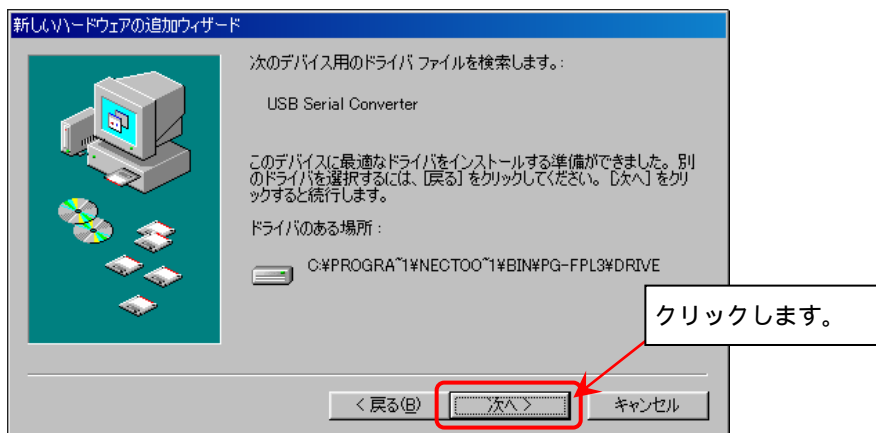 新しいハードウェアの追加ウィザード
次のデバイス用のドライバ ファイルを検索します。:
USB Serial Converter
このデバイスに最適なドライバをインストールする準備ができました。別
のドライバを選択するには、[戻る] をクリックしてください。[次へ] をクリ
ックすると続行します。
ドライバのある場所 :
C:¥PROGRA~1¥NECTOO~1¥BIN¥PG-FPL3¥DRIVE
クリックします。
< 戻る(B)
次へ >
キャンセル